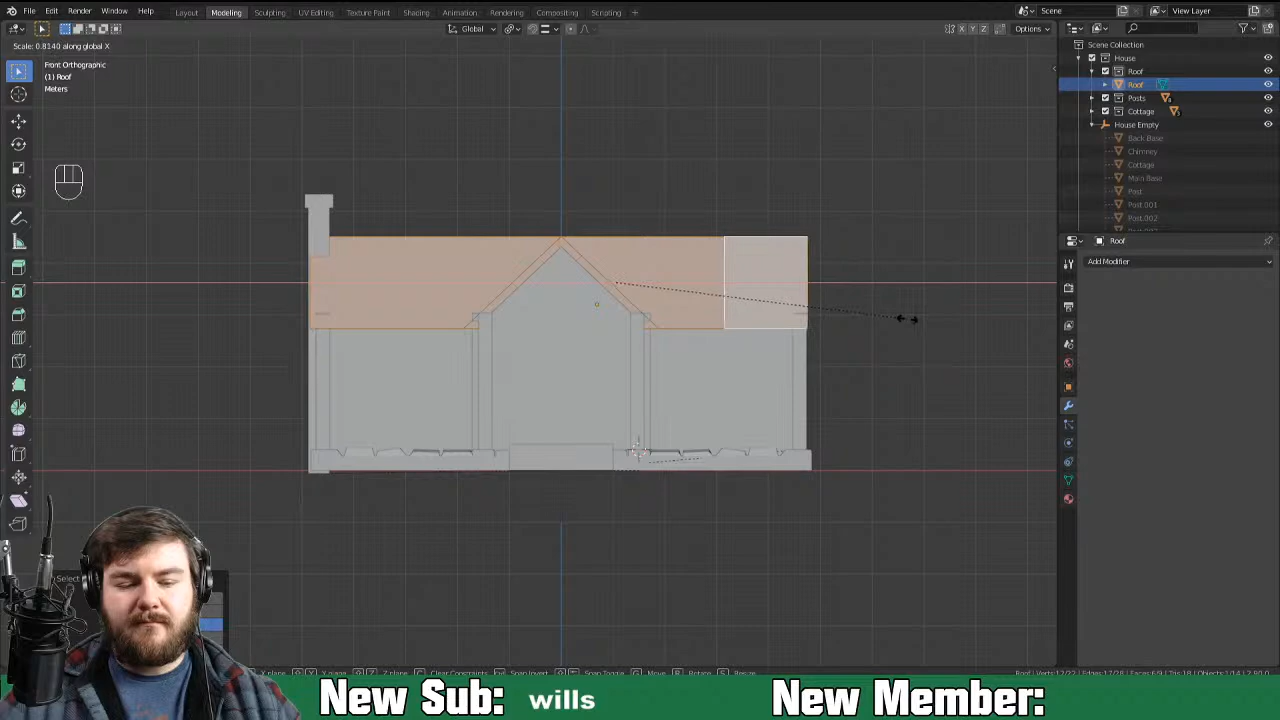 File Edit Render Window Help Layout Modeling Sculpting UV Editing Texture Paint Shading Animation Rendering Compositing Scripting + Scene View Layer
Global X Y Z Options
Scale: 0.8140 along global X
Front Orthographic
(1) Roof
Meters
Scene Collection
House
Roof
Roof
Posts
Cottage
House Empty
Back Base
Chimney
Cottage
Main Base
Post
Post.001
Post.002
Roof
Add Modifier
Select
New Sub: wills New Member: